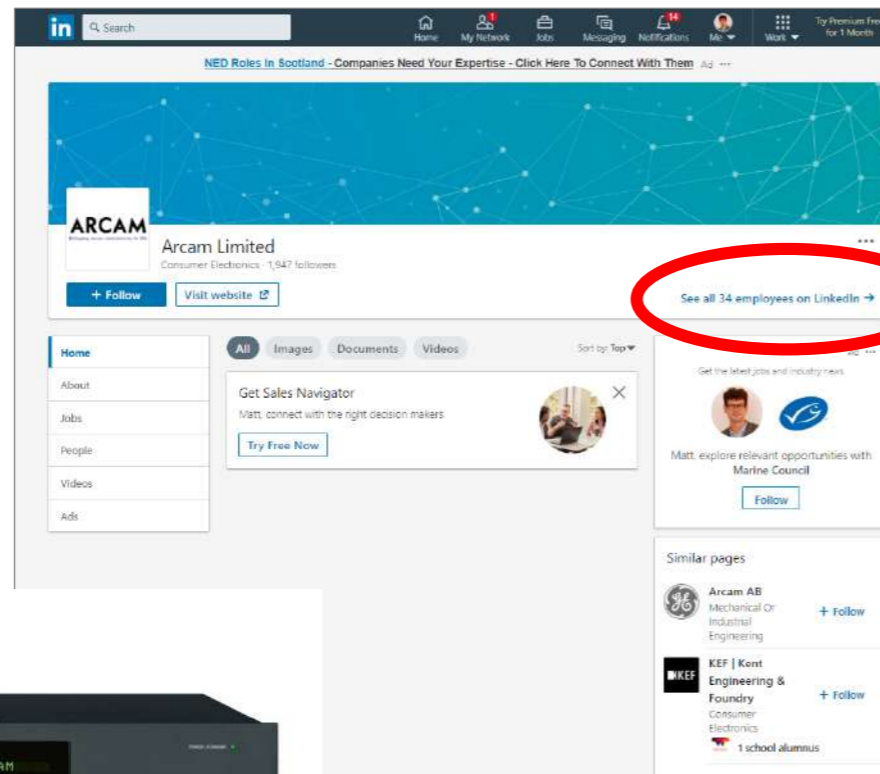 in
Search
Home
1
My Network
Jobs
Messaging
14
Notifications
Me
Work
Try Premium Free
for 1 Month
NED Roles in Scotland - Companies Need Your Expertise - Click Here To Connect With Them Ad ...
ARCAM
Arcam Limited
Consumer Electronics · 1,947 followers
+ Follow
Visit website
See all 34 employees on LinkedIn →
Home
About
Jobs
People
Videos
Ads
All Images Documents Videos
Sort by: Top
Get Sales Navigator
Matt, connect with the right decision makers
Try Free Now
Get the latest jobs and industry news
Matt, explore relevant opportunities with
Marine Council
Follow
Similar pages
Arcam AB
Mechanical Or
Industrial
Engineering
+ Follow
KEF
KEF | Kent
Engineering &
Foundry
Consumer
Electronics
+ Follow
1 school alumnus